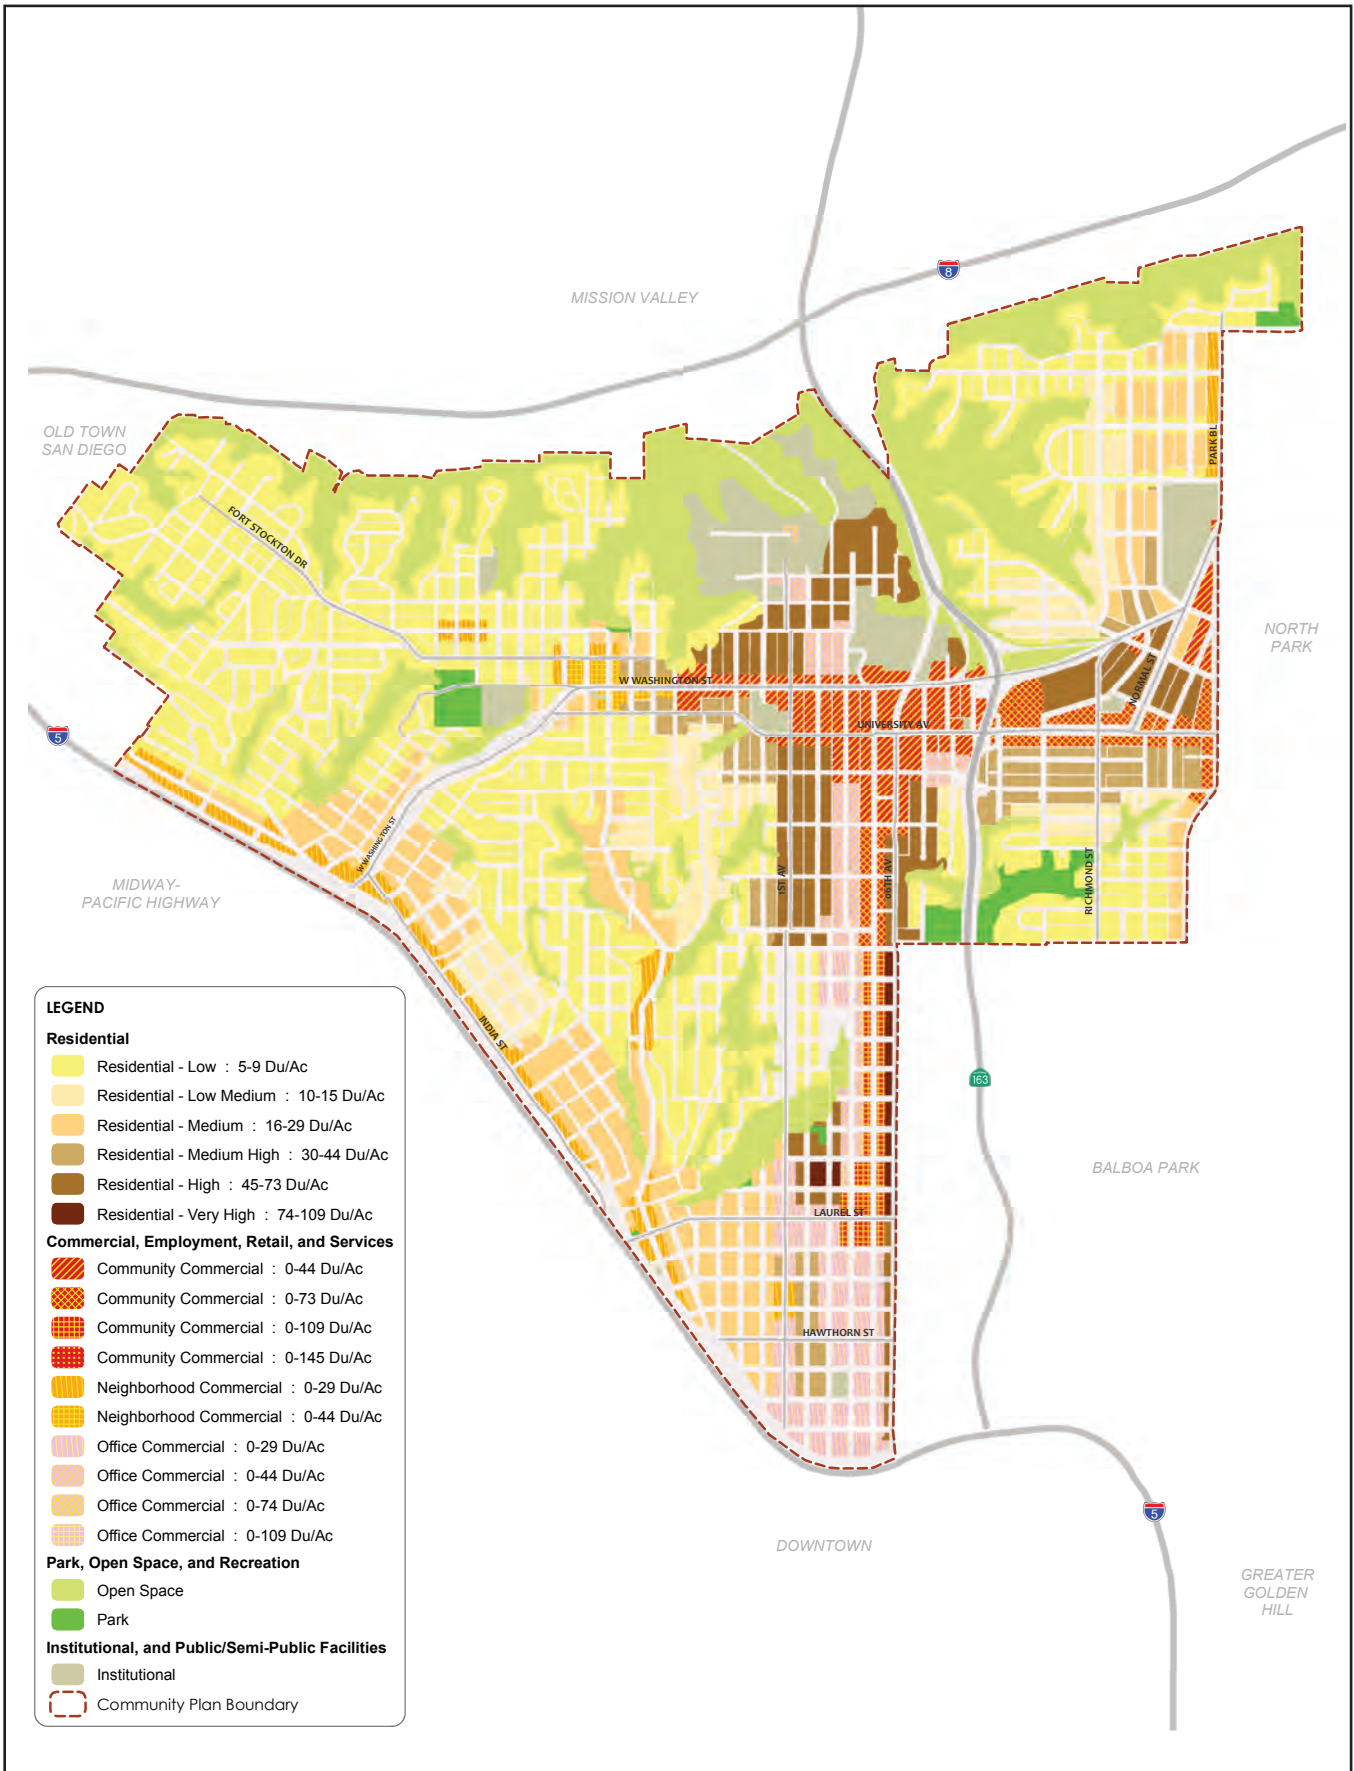 MISSION VALLEY
8
OLD TOWN
SAN DIEGO
FORT STOCKTON DR
PARK BL
NORTH
PARK
W WASHINGTON ST
NORMAL ST
UNIVERSITY AV
5
W WASHINGTON ST
MIDWAY-
PACIFIC HIGHWAY
1ST AV
06TH AV
RICHMOND ST
INDIA ST
163
BALBOA PARK
LAUREL ST
HAWTHORN ST
5
DOWNTOWN
GREATER
GOLDEN
HILL
LEGEND
Residential
Residential - Low : 5-9 Du/Ac
Residential - Low Medium : 10-15 Du/Ac
Residential - Medium : 16-29 Du/Ac
Residential - Medium High : 30-44 Du/Ac
Residential - High : 45-73 Du/Ac
Residential - Very High : 74-109 Du/Ac
Commercial, Employment, Retail, and Services
Community Commercial : 0-44 Du/Ac
Community Commercial : 0-73 Du/Ac
Community Commercial : 0-109 Du/Ac
Community Commercial : 0-145 Du/Ac
Neighborhood Commercial : 0-29 Du/Ac
Neighborhood Commercial : 0-44 Du/Ac
Office Commercial : 0-29 Du/Ac
Office Commercial : 0-44 Du/Ac
Office Commercial : 0-74 Du/Ac
Office Commercial : 0-109 Du/Ac
Park, Open Space, and Recreation
Open Space
Park
Institutional, and Public/Semi-Public Facilities
Institutional
Community Plan Boundary